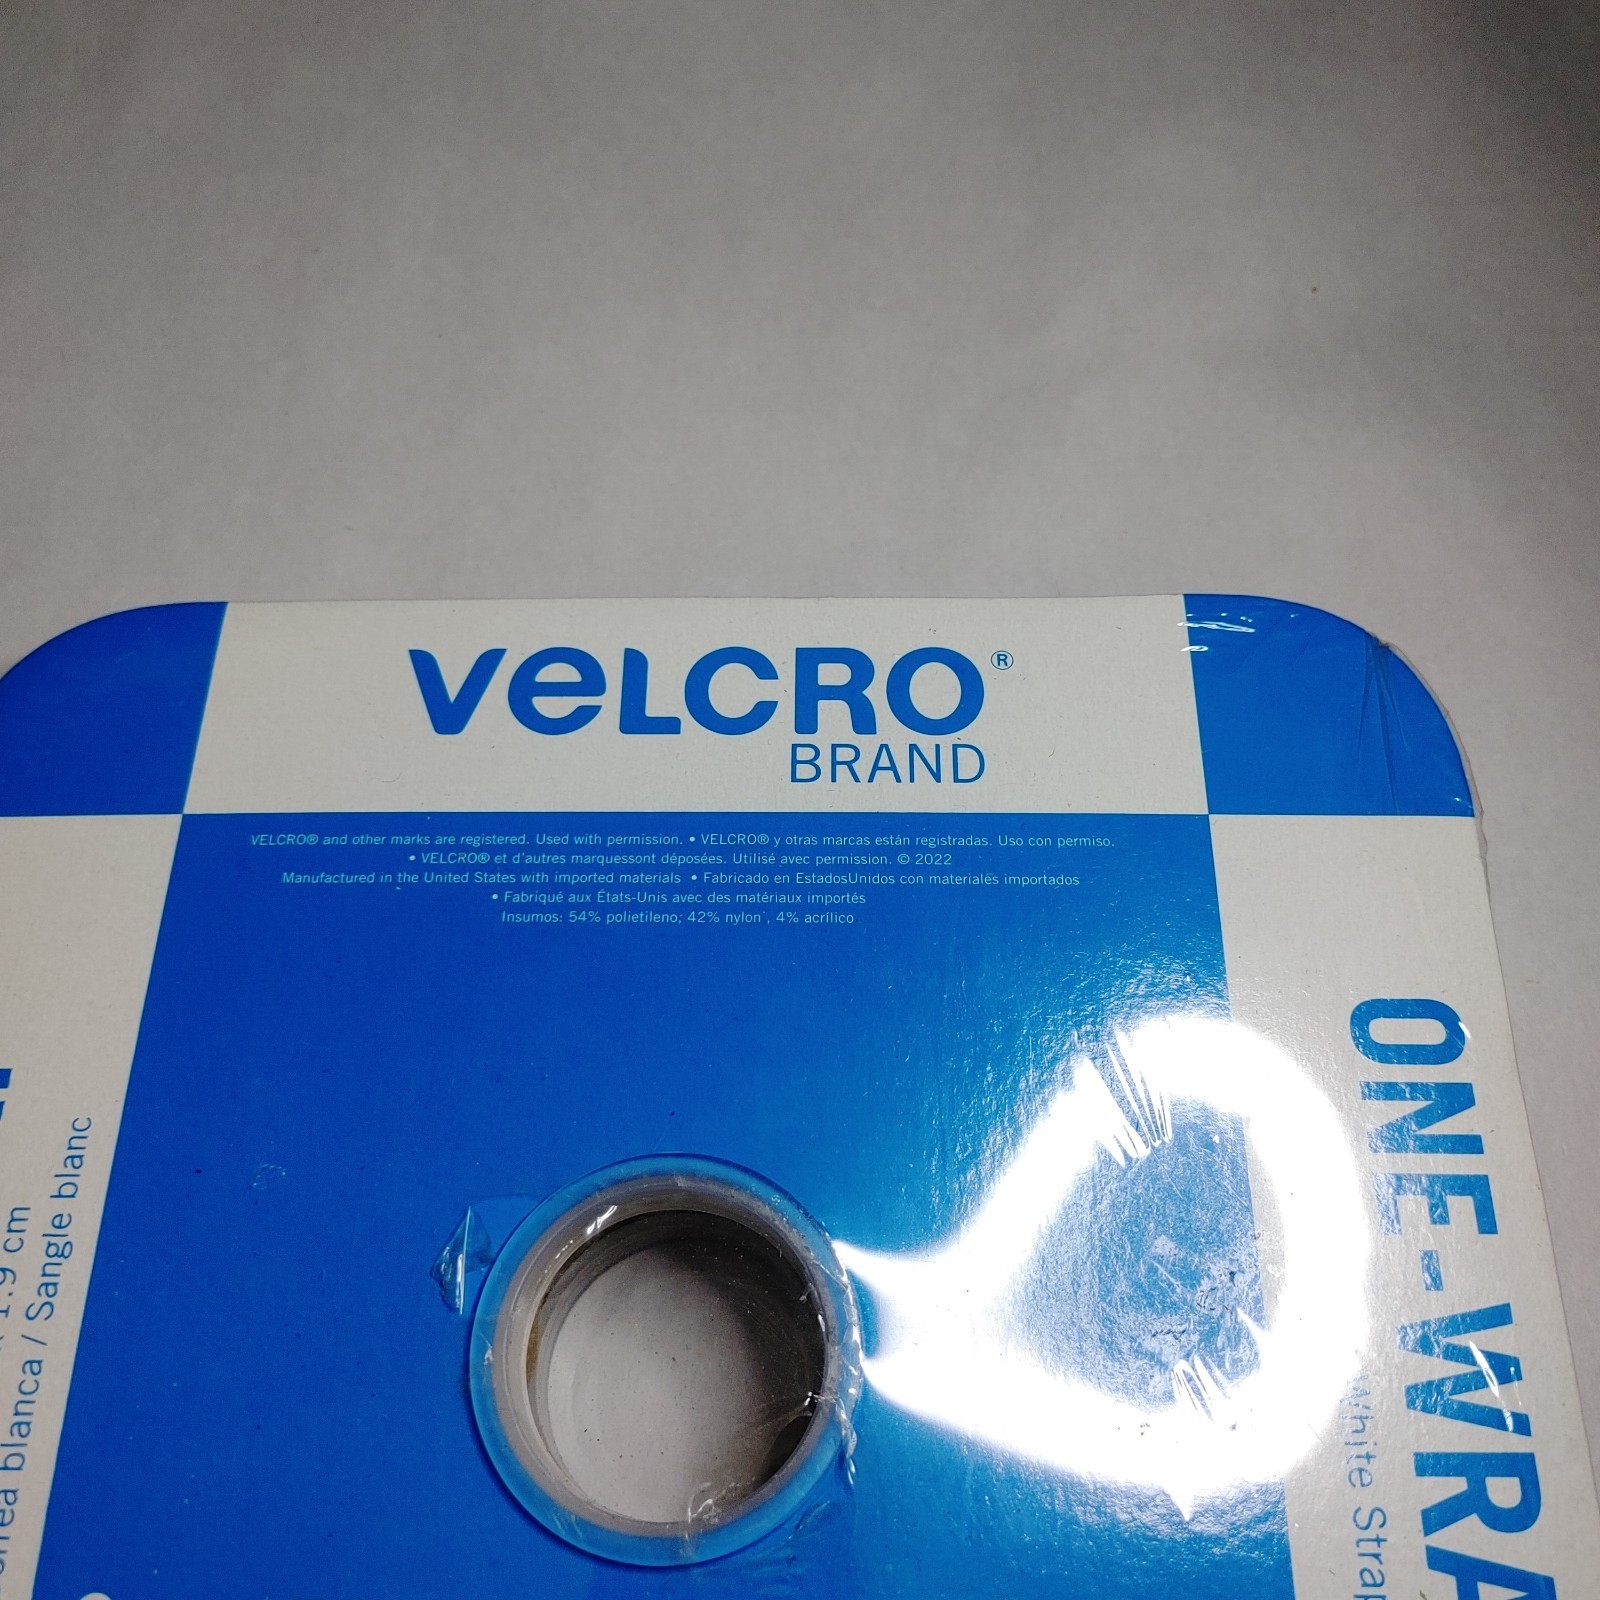 VELCRO®
BRAND
VELCRO® and other marks are registered. Used with permission. • VELCRO® y otras marcas están registradas. Uso con permiso.
• VELCRO® et d'autres marquessont déposées. Utilisé avec permission. © 2022
Manufactured in the United States with imported materials • Fabricado en EstadosUnidos con materiales importados
• Fabriqué aux États-Unis avec des matériaux importés
Insumos: 54% polietileno; 42% nylon, 4% acrílico
ONE-WRA
White Strap
1.9 cm
blanca / Sangle blanc